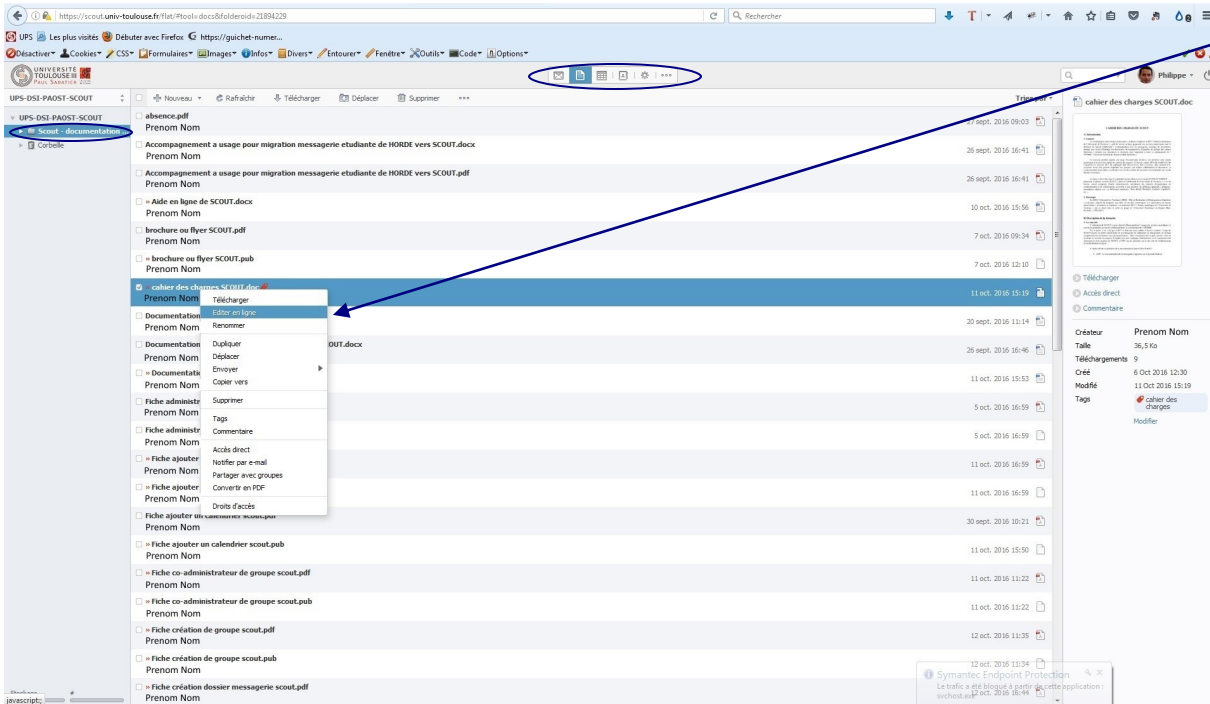 https://scout.univ-toulouse.fr/flat/#tool=docs&folderoid=21894229
Rechercher
UPS Les plus visités Débuter avec Firefox https://guichet-numer...
Désactiver Cookies CSS Formulaires Images Infos Divers Entourer Fenêtre Outils Code Options
UNIVERSITÉ
TOULOUSE III
PAUL SABATIER
Philippe
UPS-DSI-PAOST-SCOUT
Nouveau Rafraîchir Télécharger Déplacer Supprimer
UPS-DSI-PAOST-SCOUT
Scout - documentation ...
Corbeille
absence.pdf
Prenom Nom
27 sept. 2016 09:03
Accompagnement a usage pour migration messagerie etudiante de HORDE vers SCOUT.docx
Prenom Nom
26 sept. 2016 16:41
Accompagnement a usage pour migration messagerie etudiante de HORDE vers SCOUT.pdf
Prenom Nom
26 sept. 2016 16:41
» Aide en ligne de SCOUT.docx
Prenom Nom
10 oct. 2016 15:56
brochure ou flyer SCOUT.pdf
Prenom Nom
7 oct. 2016 09:34
» brochure ou flyer SCOUT.pub
Prenom Nom
7 oct. 2016 12:10
» cahier des charges SCOUT.doc
Prenom Nom
11 oct. 2016 15:19
Documentation
Prenom Nom
20 sept. 2016 11:14
Documentation OUT.docx
Prenom Nom
26 sept. 2016 16:46
» Documentati
Prenom Nom
11 oct. 2016 15:53
Fiche administr
Prenom Nom
5 oct. 2016 16:59
Fiche administr
Prenom Nom
5 oct. 2016 16:59
» Fiche ajouter
Prenom Nom
11 oct. 2016 16:59
» Fiche ajouter
Prenom Nom
11 oct. 2016 16:59
Fiche ajouter un calendrier scout.pdf
Prenom Nom
30 sept. 2016 10:21
» Fiche ajouter un calendrier scout.pub
Prenom Nom
11 oct. 2016 15:50
» Fiche co-administrateur de groupe scout.pdf
Prenom Nom
11 oct. 2016 11:22
» Fiche co-administrateur de groupe scout.pub
Prenom Nom
11 oct. 2016 11:22
» Fiche création de groupe scout.pdf
Prenom Nom
12 oct. 2016 11:35
» Fiche création de groupe scout.pub
Prenom Nom
12 oct. 2016 11:34
» Fiche création dossier messagerie scout.pdf
Prenom Nom
12 oct. 2016 16:44
Télécharger
Editer en ligne
Renommer
Dupliquer
Déplacer
Envoyer
Copier vers
Supprimer
Tags
Commentaire
Accès direct
Notifier par e-mail
Partager avec groupes
Convertir en PDF
Droits d'accès
cahier des charges SCOUT.doc
Télécharger
Accès direct
Commentaire
Créateur Prenom Nom
Taille 36,5 Ko
Téléchargements 9
Créé 6 Oct 2016 12:30
Modifié 11 Oct 2016 15:19
Tags cahier des
charges
Modifier
Symantec Endpoint Protection
Le trafic a été bloqué à partir de cette application :
svchost.exe
javascript:;